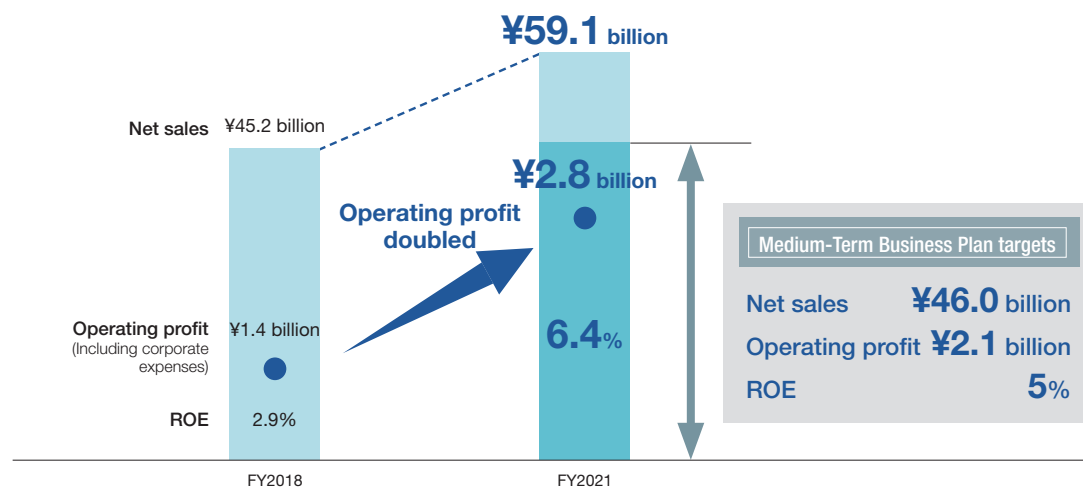 ¥59.1 billion
Net sales ¥45.2 billion
¥2.8 billion
Operating profit
doubled
Medium-Term Business Plan targets
Net sales ¥46.0 billion
Operating profit ¥2.1 billion
ROE 5%
Operating profit ¥1.4 billion
(Including corporate
expenses)
6.4%
ROE 2.9%
FY2018 FY2021